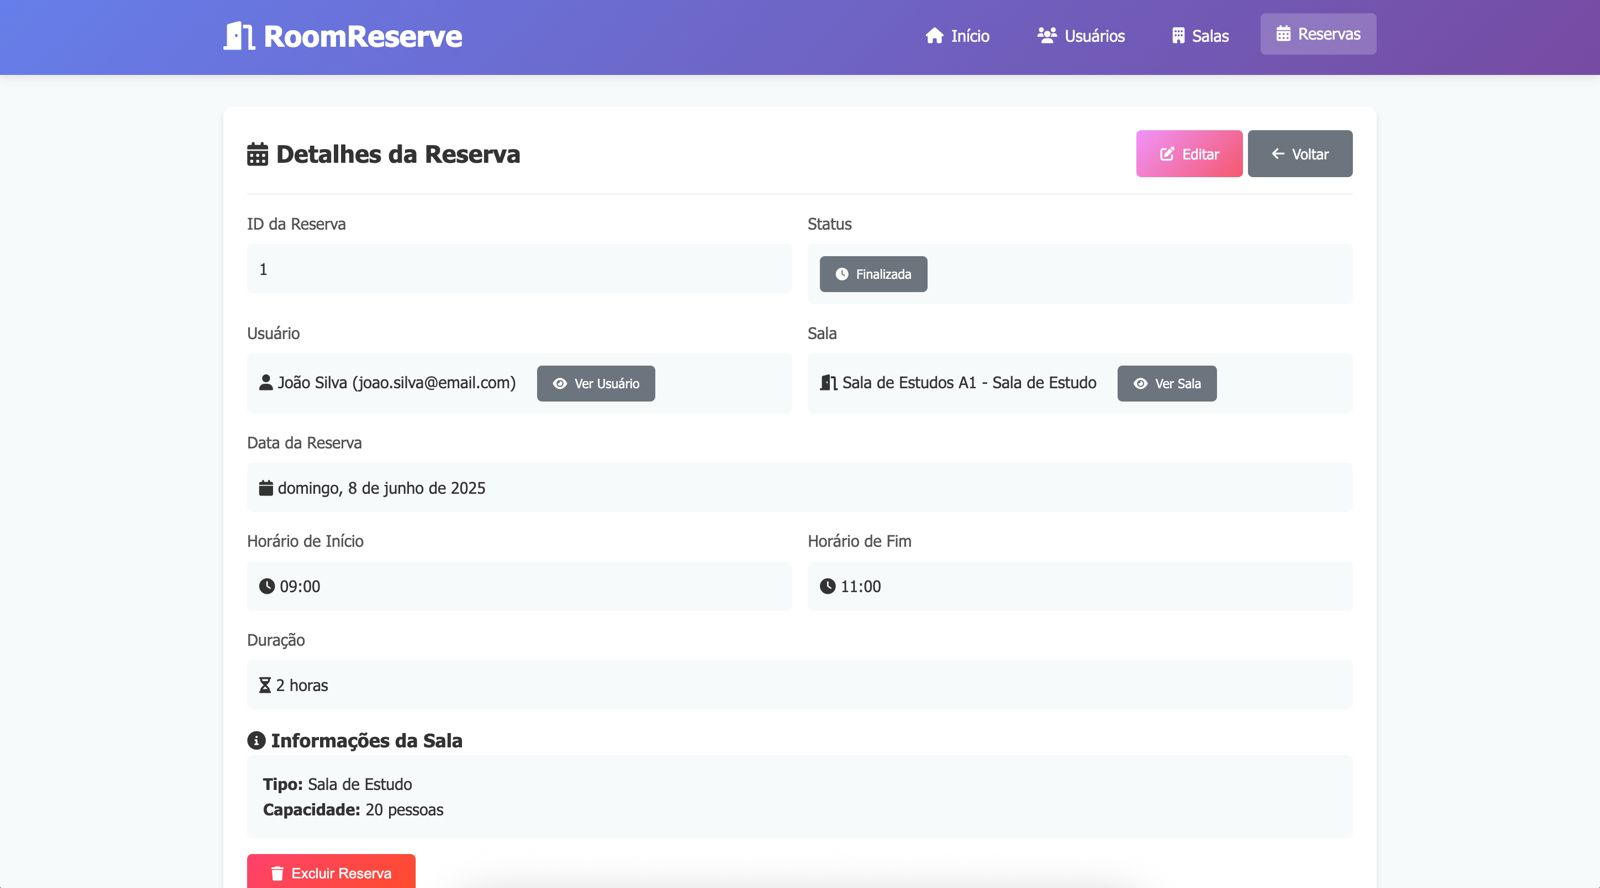 RoomReserve
Início
Usuários
Salas
Reservas
Detalhes da Reserva
Editar
Voltar
ID da Reserva
Status
1
Finalizada
Usuário
Sala
João Silva (joao.silva@email.com)
Ver Usuário
Sala de Estudos A1 - Sala de Estudo
Ver Sala
Data da Reserva
domingo, 8 de junho de 2025
Horário de Início
Horário de Fim
09:00
11:00
Duração
2 horas
Informações da Sala
Tipo: Sala de Estudo
Capacidade: 20 pessoas
Excluir Reserva